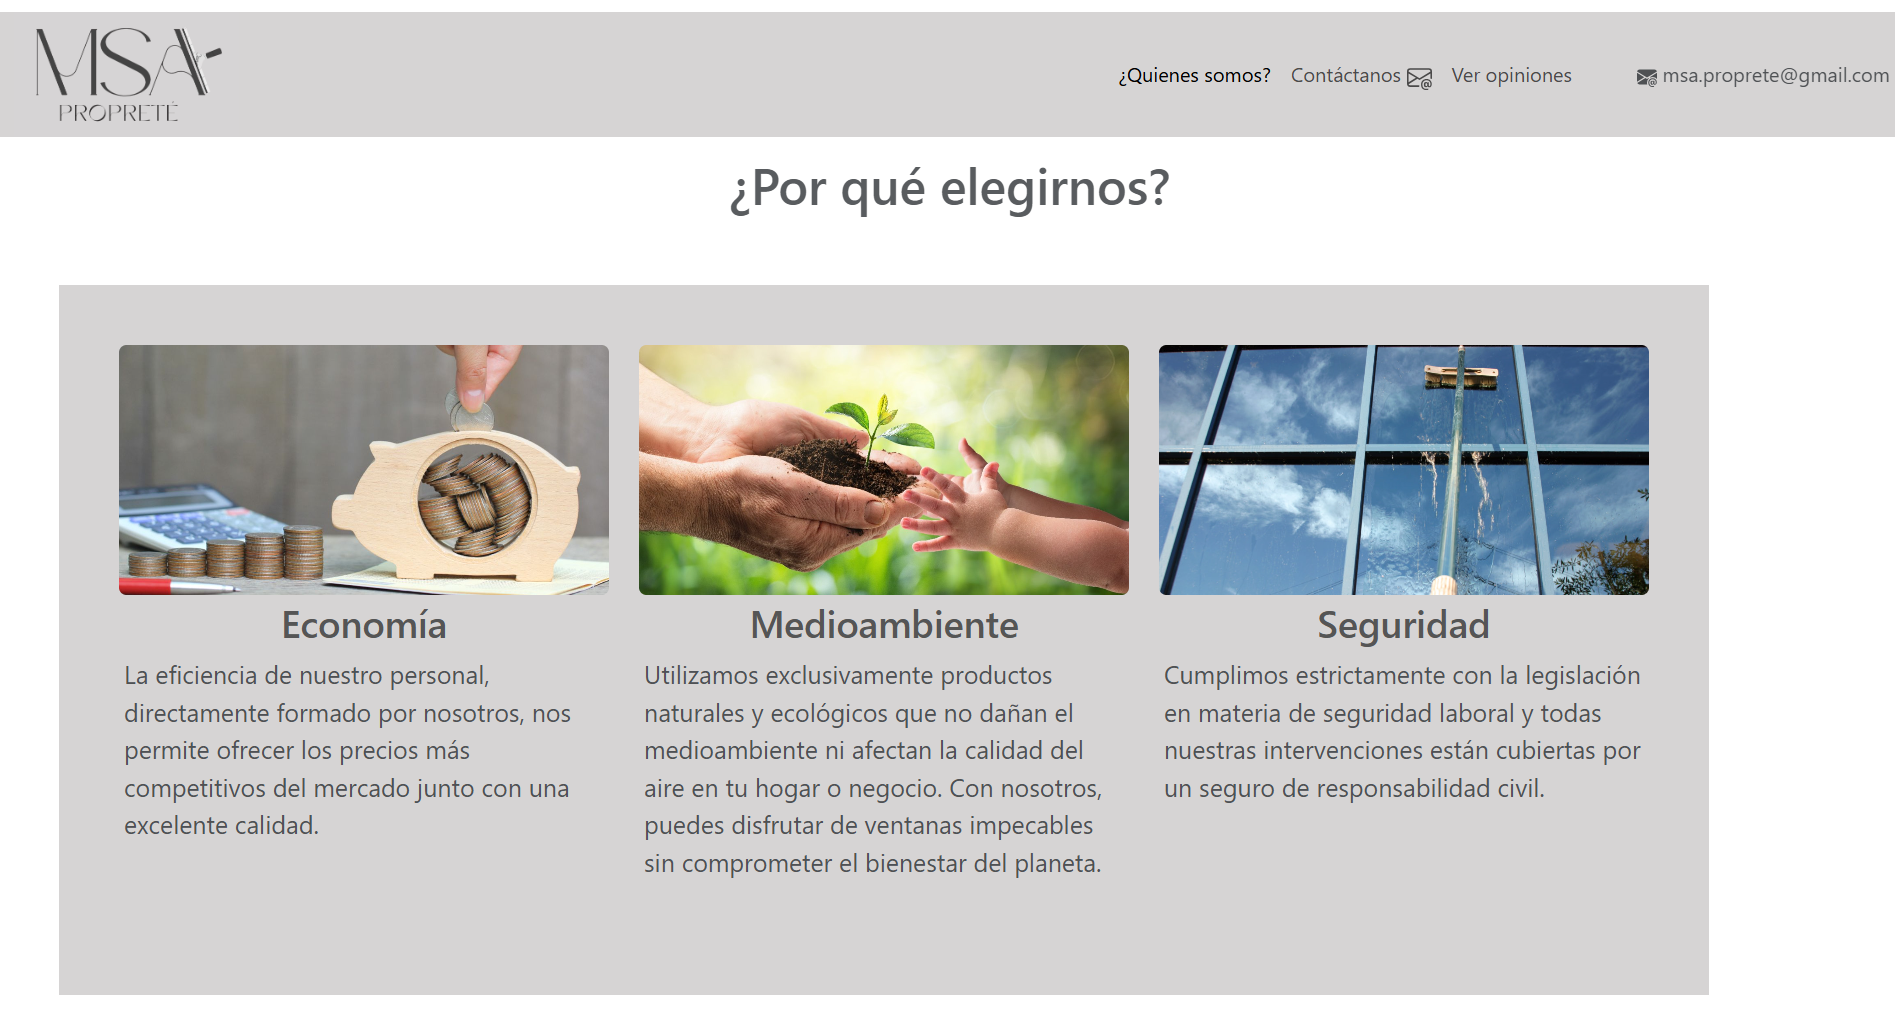 MSA
PROPRETÉ
¿Quienes somos? Contáctanos Ver opiniones msa.proprete@gmail.com
¿Por qué elegirnos?
Economía
La eficiencia de nuestro personal,
directamente formado por nosotros, nos
permite ofrecer los precios más
competitivos del mercado junto con una
excelente calidad.
Medioambiente
Utilizamos exclusivamente productos
naturales y ecológicos que no dañan el
medioambiente ni afectan la calidad del
aire en tu hogar o negocio. Con nosotros,
puedes disfrutar de ventanas impecables
sin comprometer el bienestar del planeta.
Seguridad
Cumplimos estrictamente con la legislación
en materia de seguridad laboral y todas
nuestras intervenciones están cubiertas por
un seguro de responsabilidad civil.